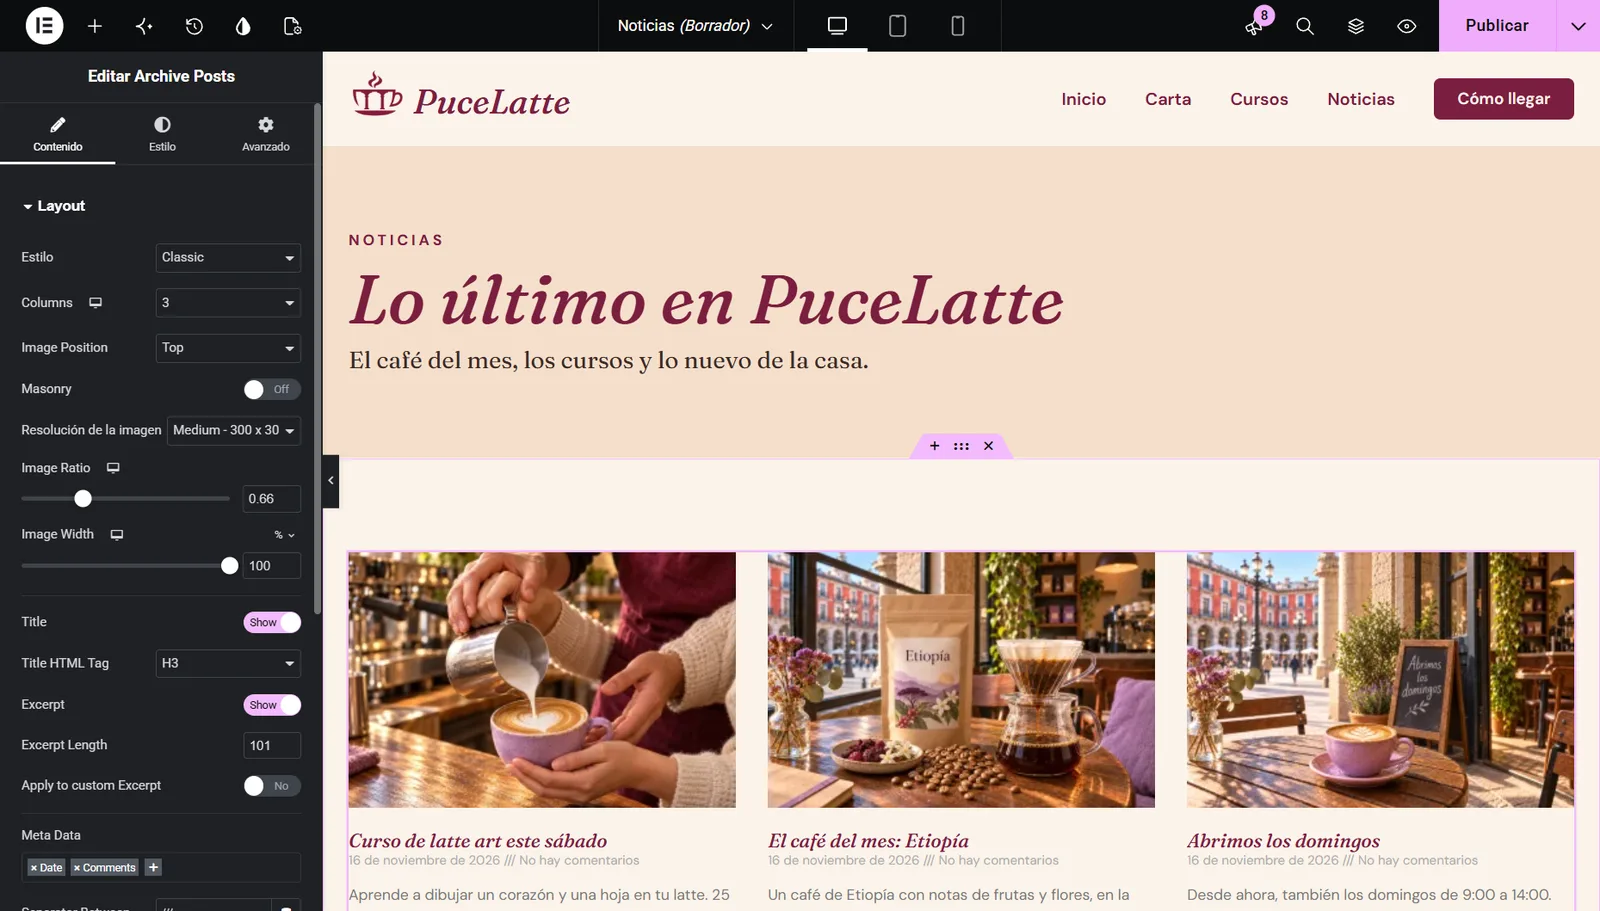 Noticias (Borrador)
8
Publicar
Editar Archive Posts
Contenido
Estilo
Avanzado
Layout
Estilo
Classic
Columns
3
Image Position
Top
Masonry
Off
Resolución de la imagen
Medium - 300 x 30
Image Ratio
0.66
Image Width
%
100
Title
Show
Title HTML Tag
H3
Excerpt
Show
Excerpt Length
101
Apply to custom Excerpt
No
Meta Data
× Date × Comments +
Separator Between
///
PuceLatte
Inicio
Carta
Cursos
Noticias
Cómo llegar
NOTICIAS
Lo último en PuceLatte
El café del mes, los cursos y lo nuevo de la casa.
Etiopía
Abrimos
los
domingos
Curso de latte art este sábado
16 de noviembre de 2026 /// No hay comentarios
Aprende a dibujar un corazón y una hoja en tu latte. 25
El café del mes: Etiopía
16 de noviembre de 2026 /// No hay comentarios
Un café de Etiopía con notas de frutas y flores, en la
Abrimos los domingos
16 de noviembre de 2026 /// No hay comentarios
Desde ahora, también los domingos de 9:00 a 14:00.